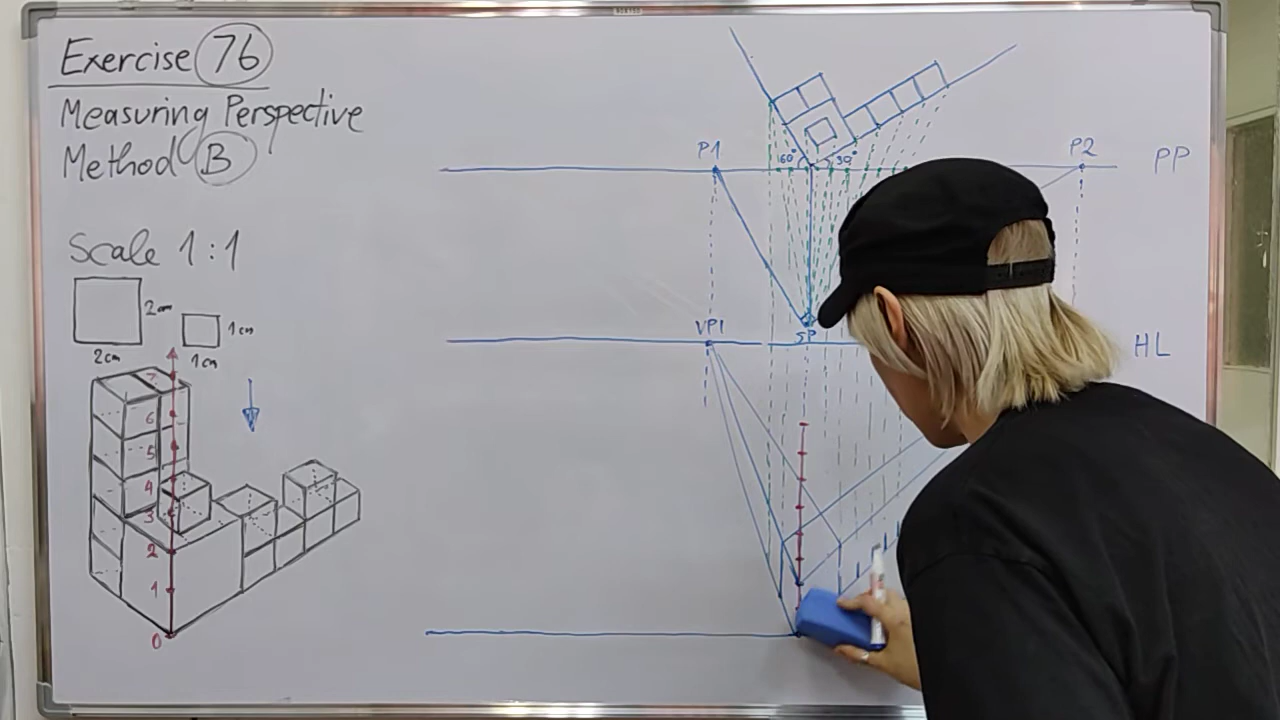 Exercise 76
Measuring Perspective
Method B
Scale 1:1
2cm
1cm
2cm
1cm
7
6
5
4
3
2
1
0
60°
30°
P1
P2
PP
VP1
SP
HL